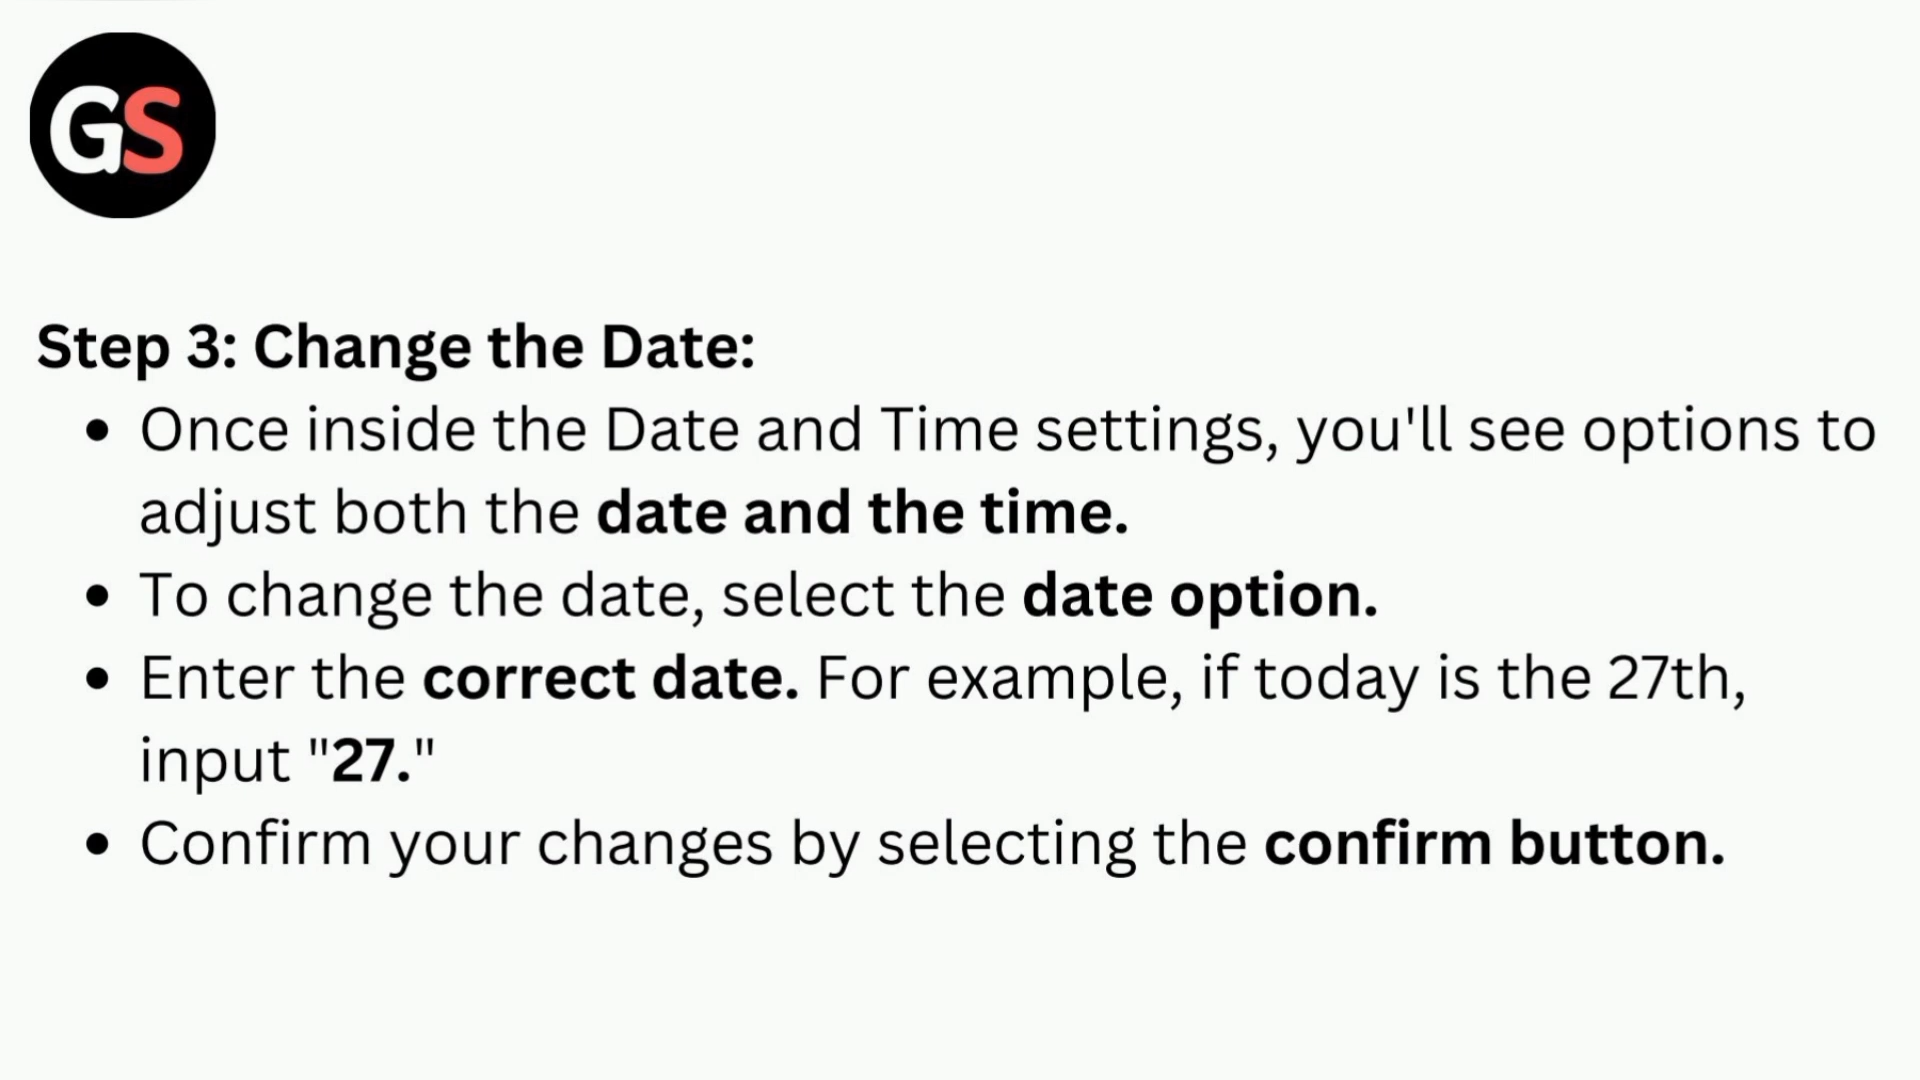 GS
Step 3: Change the Date:
• Once inside the Date and Time settings, you'll see options to
adjust both the date and the time.
• To change the date, select the date option.
• Enter the correct date. For example, if today is the 27th,
input "27."
• Confirm your changes by selecting the confirm button.